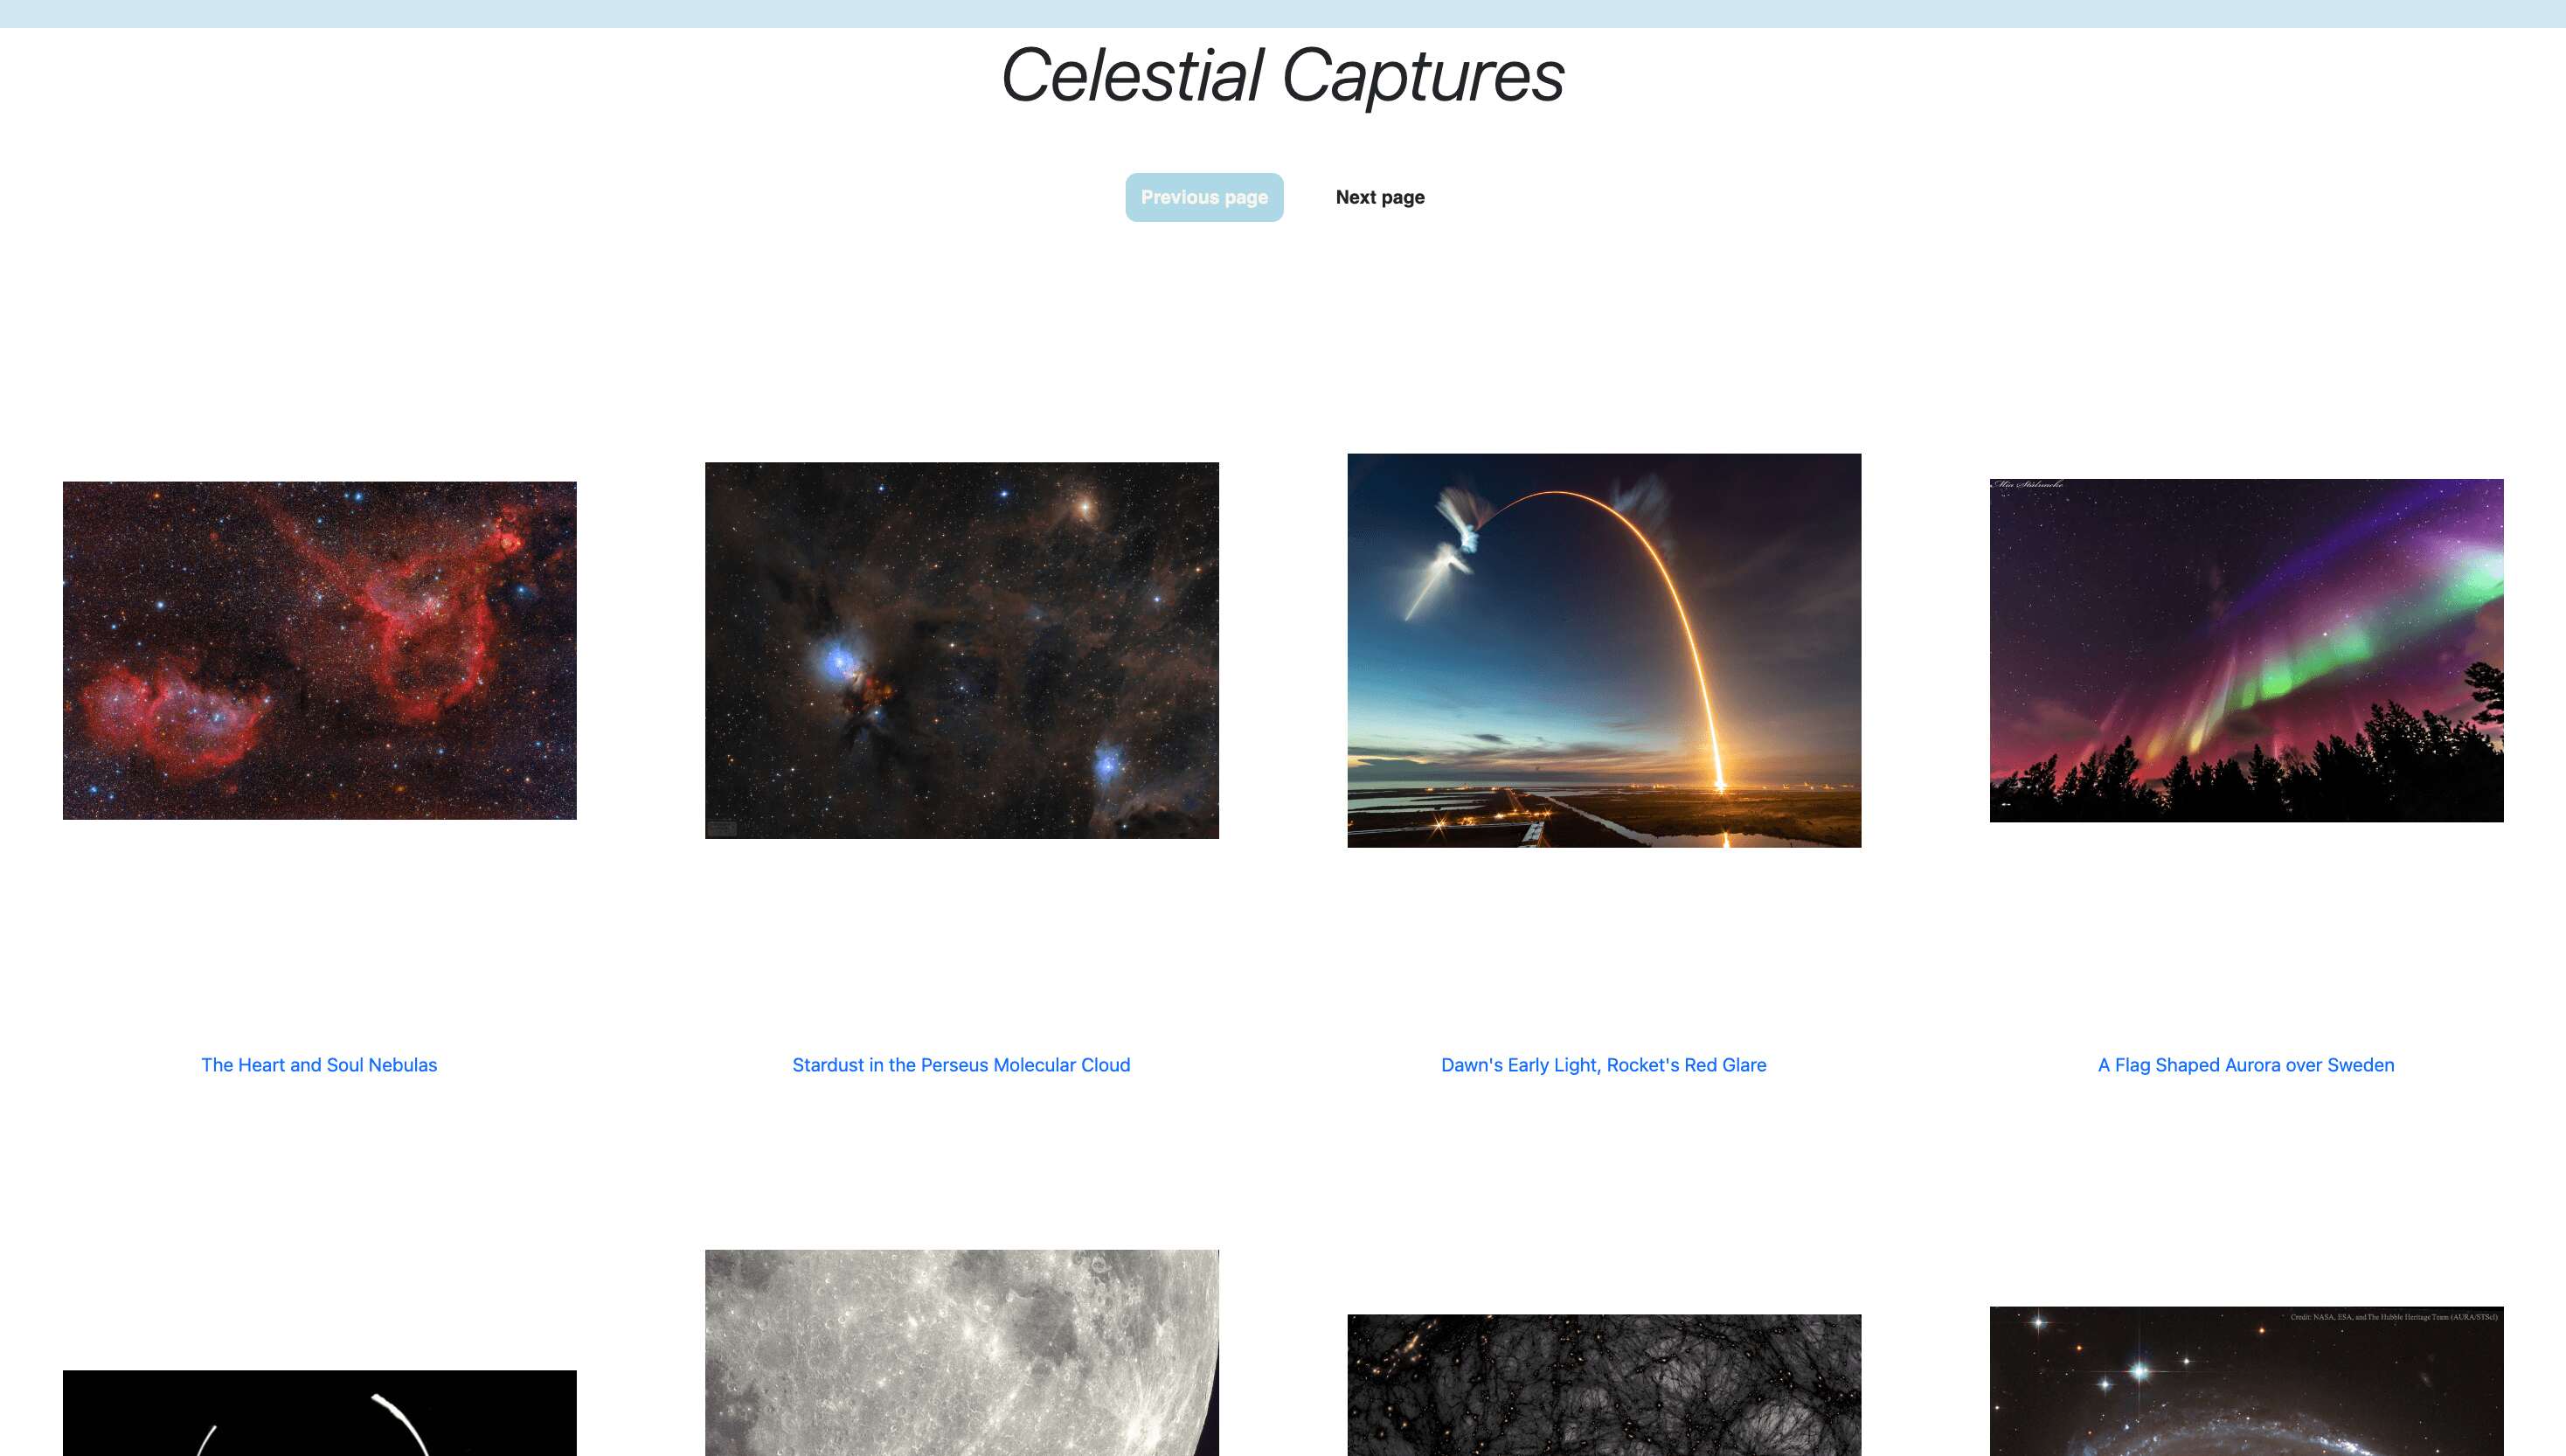 Celestial Captures
Previous page
Next page
Mia Stålnacke
The Heart and Soul Nebulas
Stardust in the Perseus Molecular Cloud
Dawn's Early Light, Rocket's Red Glare
A Flag Shaped Aurora over Sweden
Credit: NASA, ESA, and The Hubble Heritage Team (AURA/STScI)